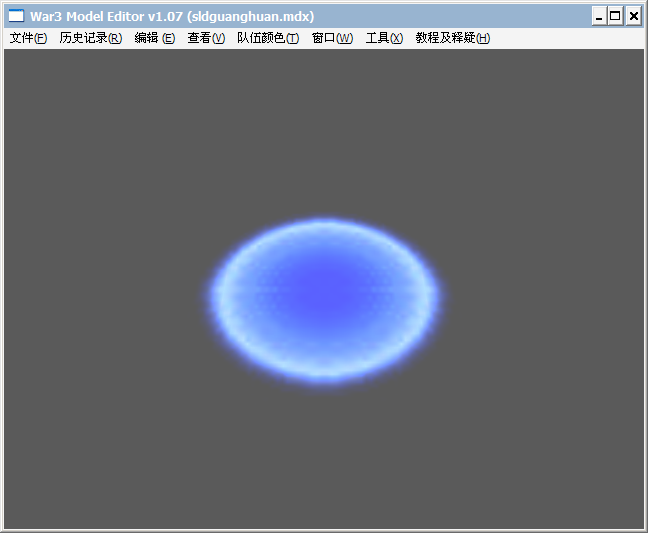 War3 Model Editor v1.07 (sldguanghuan.mdx)
文件(F) 历史记录(R) 编辑 (E) 查看(V) 队伍颜色(T) 窗口(W) 工具(X) 教程及释疑(H)